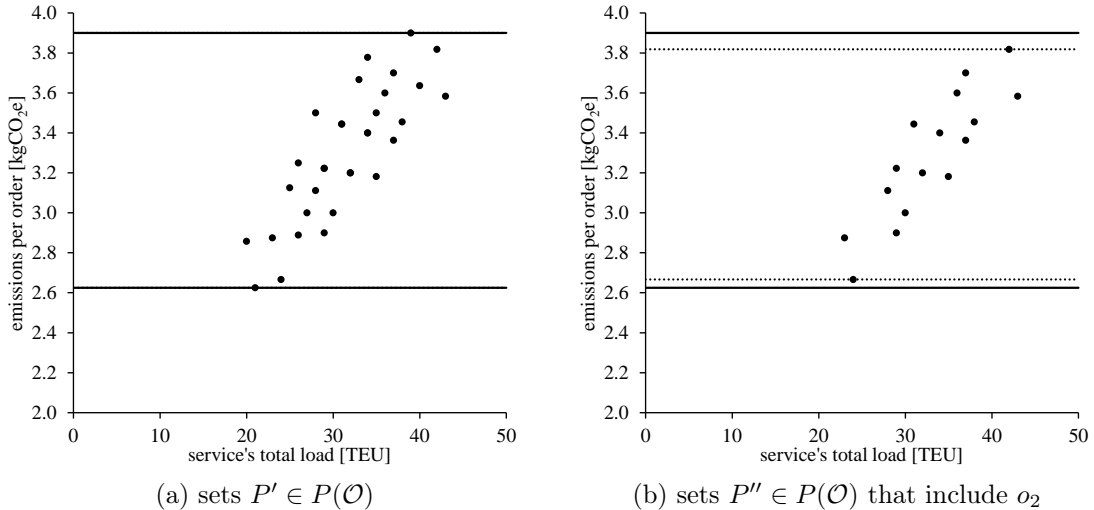 4.0
3.8
3.6
3.4
3.2
3.0
2.8
2.6
2.4
2.2
2.0
emissions per order [kgCO₂e]
0 10 20 30 40 50
service's total load [TEU]
(a) sets P′ ∈ P(𝒪)
4.0
3.8
3.6
3.4
3.2
3.0
2.8
2.6
2.4
2.2
2.0
emissions per order [kgCO₂e]
0 10 20 30 40 50
service's total load [TEU]
(b) sets P″ ∈ P(𝒪) that include o₂